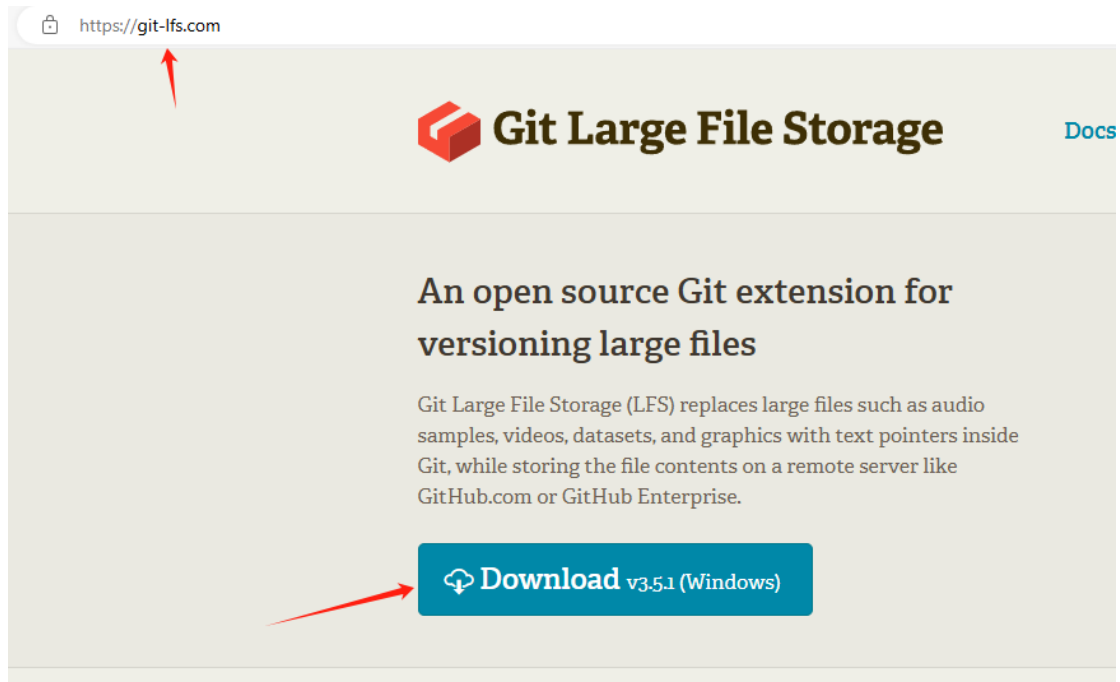 https://git-lfs.com
Git Large File Storage
Docs
An open source Git extension for
versioning large files
Git Large File Storage (LFS) replaces large files such as audio
samples, videos, datasets, and graphics with text pointers inside
Git, while storing the file contents on a remote server like
GitHub.com or GitHub Enterprise.
Download v3.5.1 (Windows)